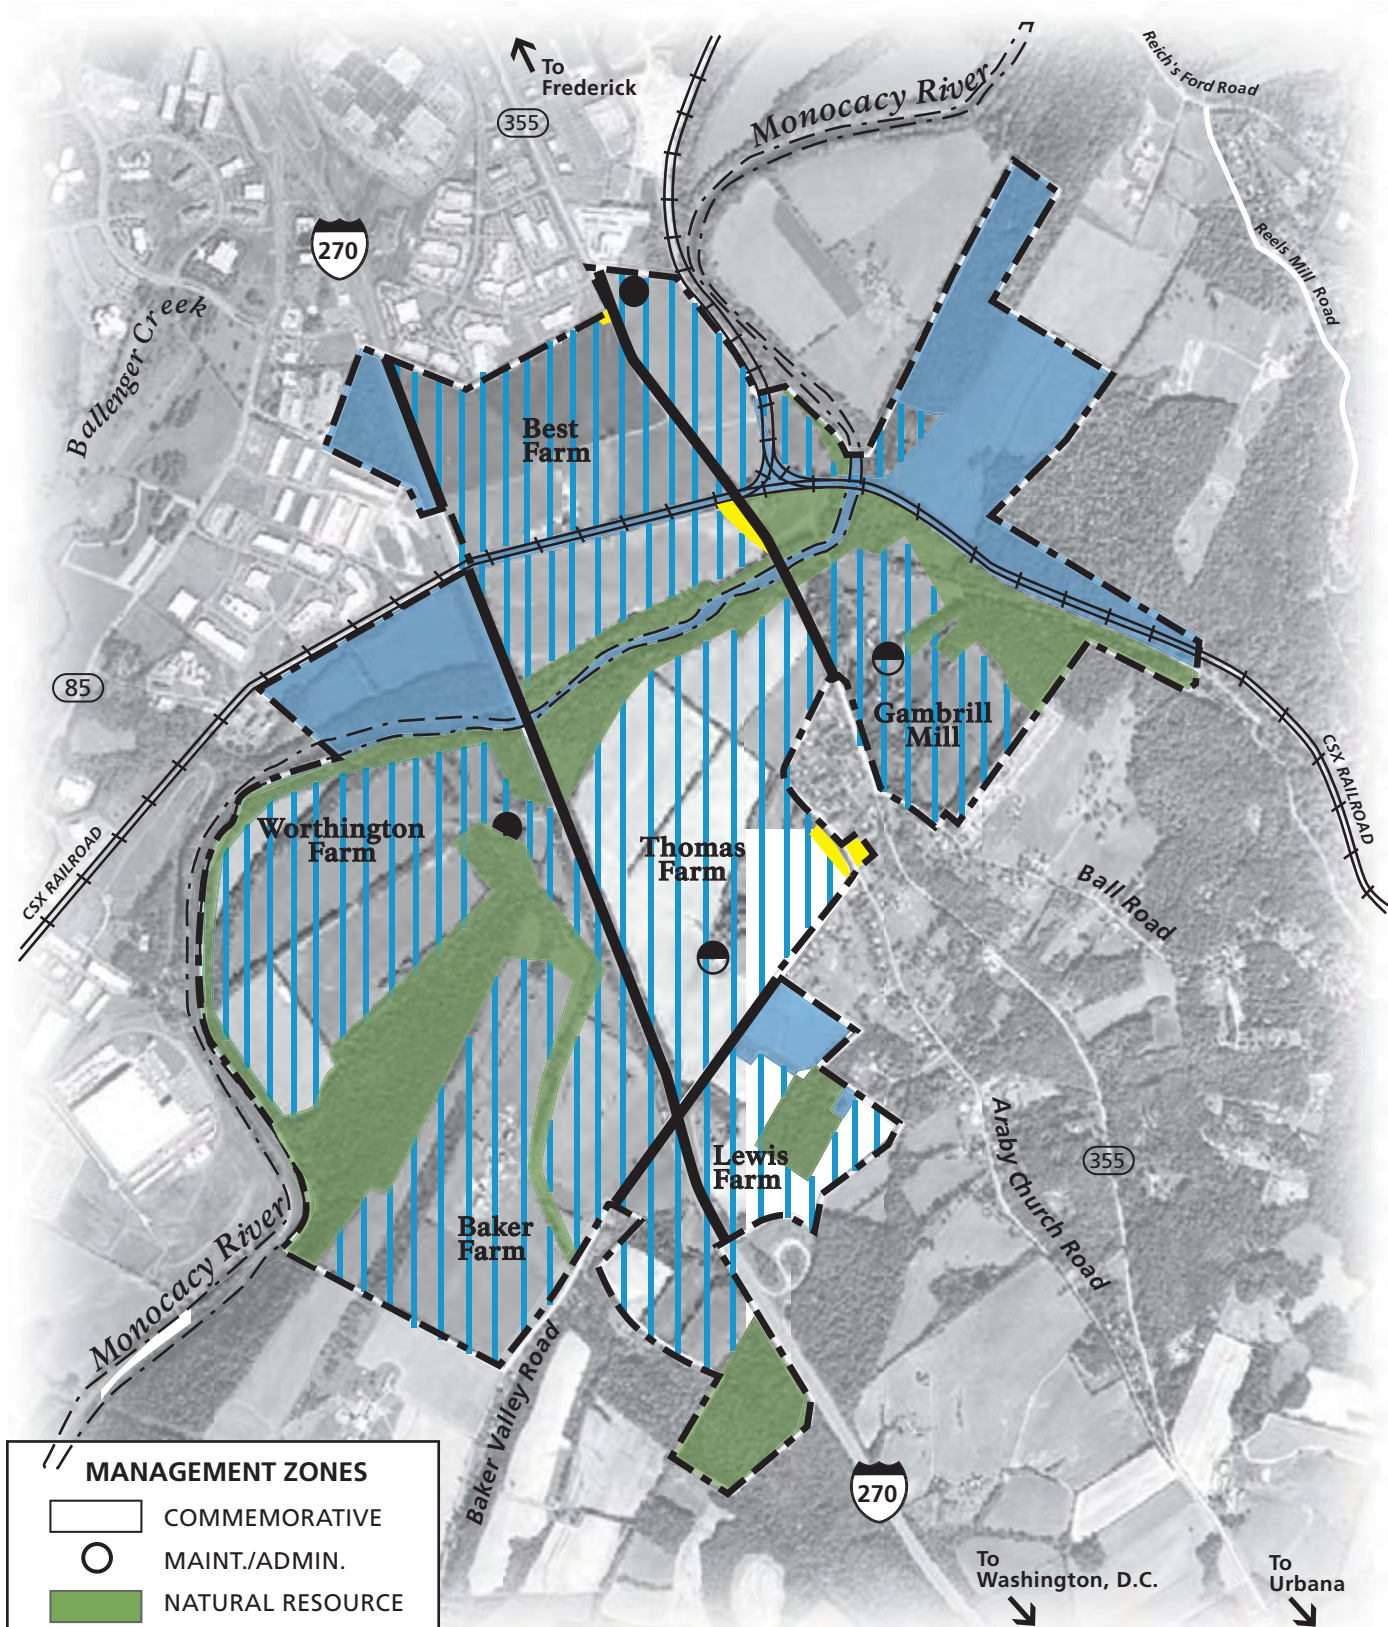 To
Frederick
355
Monocacy River
Reich's Ford Road
Reels Mill Road
270
Ballenger Creek
Best
Farm
85
Gambrill
Mill
CSX RAILROAD
Worthington
Farm
Thomas
Farm
CSX RAILROAD
Ball Road
Araby Church Road
355
Lewis
Farm
Baker
Farm
Monocacy River
Baker Valley Road
270
To
Washington, D.C.
To
Urbana
MANAGEMENT ZONES
COMMEMORATIVE
MAINT./ADMIN.
NATURAL RESOURCE